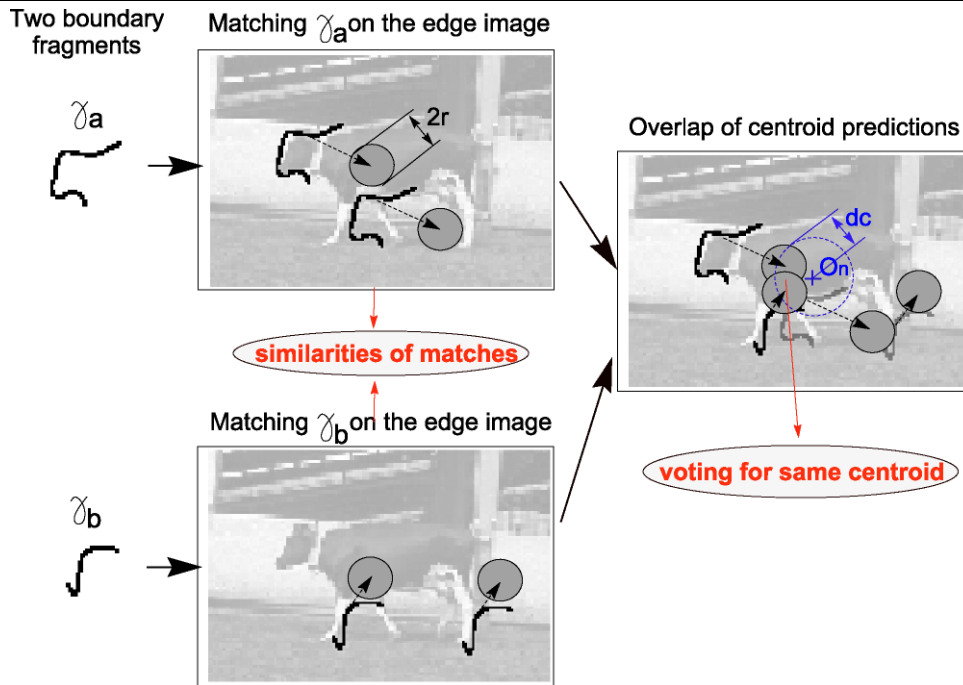 Two boundary
fragments
γa
Matching γa on the edge image
2r
similarities of matches
Matching γb on the edge image
γb
Overlap of centroid predictions
dc
On
voting for same centroid